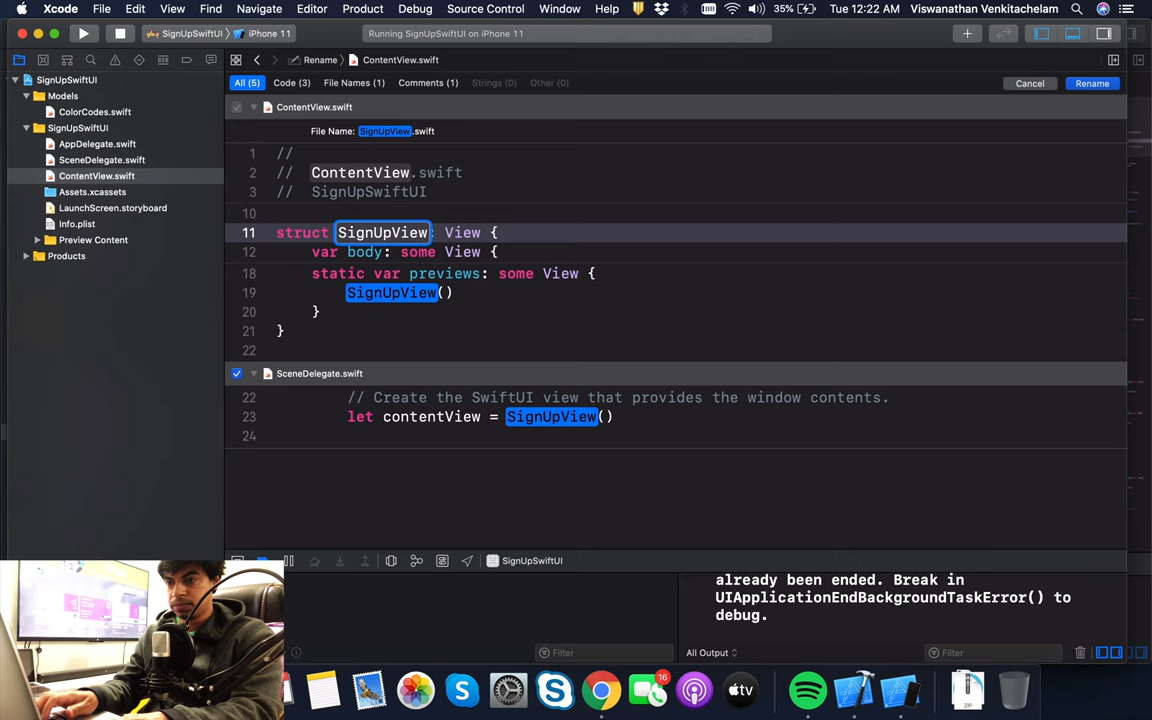 Xcode File Edit View Find Navigate Editor Product Debug Source Control Window Help 35% Tue 12:22 AM Viswanathan Venkitachelam
SignUpSwiftUI iPhone 11 Running SignUpSwiftUI on iPhone 11
Rename ContentView.swift
SignUpSwiftUI
Models
ColorCodes.swift
SignUpSwiftUI
AppDelegate.swift
SceneDelegate.swift
ContentView.swift
Assets.xcassets
LaunchScreen.storyboard
Info.plist
Preview Content
Products
All (5) Code (3) File Names (1) Comments (1) Strings (0) Other (0) Cancel Rename
ContentView.swift
File Name: SignUpView.swift
1 //
2 // ContentView.swift
3 // SignUpSwiftUI
10
11 struct SignUpView: View {
12 var body: some View {
18 static var previews: some View {
19 SignUpView()
20 }
21 }
22
SceneDelegate.swift
22 // Create the SwiftUI view that provides the window contents.
23 let contentView = SignUpView()
24
SignUpSwiftUI
already been ended. Break in
UIApplicationEndBackgroundTaskError() to
debug.
Filter All Output Filter
16
tv
ZIP